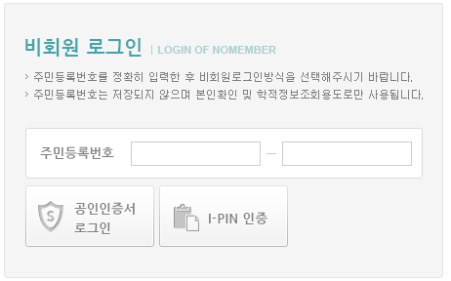 비회원 로그인 | LOGIN OF NOMEMBER
> 주민등록번호를 정확히 입력한 후 비회원로그인방식을 선택해주시기 바랍니다.
> 주민등록번호는 저장되지 않으며 본인확인 및 학적정보조회용도로만 사용됩니다.
주민등록번호 –
공인인증서
로그인
I-PIN 인증